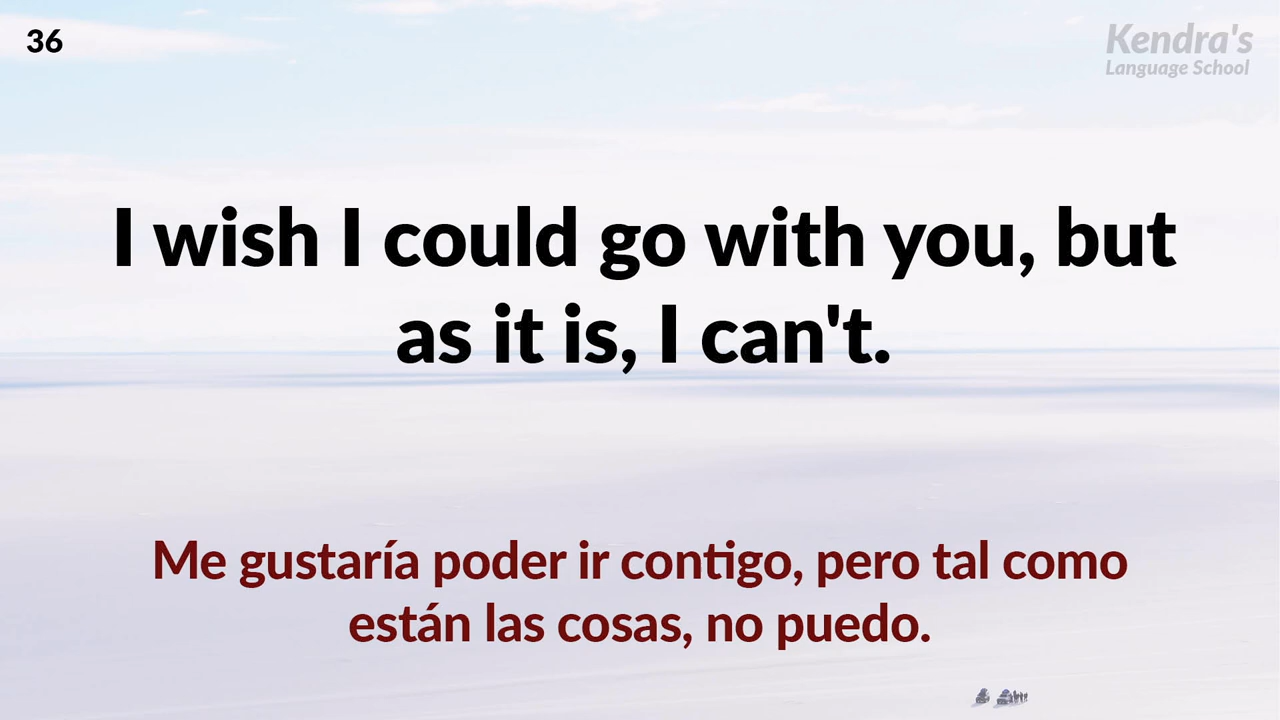 36
Kendra's
Language School
I wish I could go with you, but
as it is, I can't.
Me gustaría poder ir contigo, pero tal como
están las cosas, no puedo.